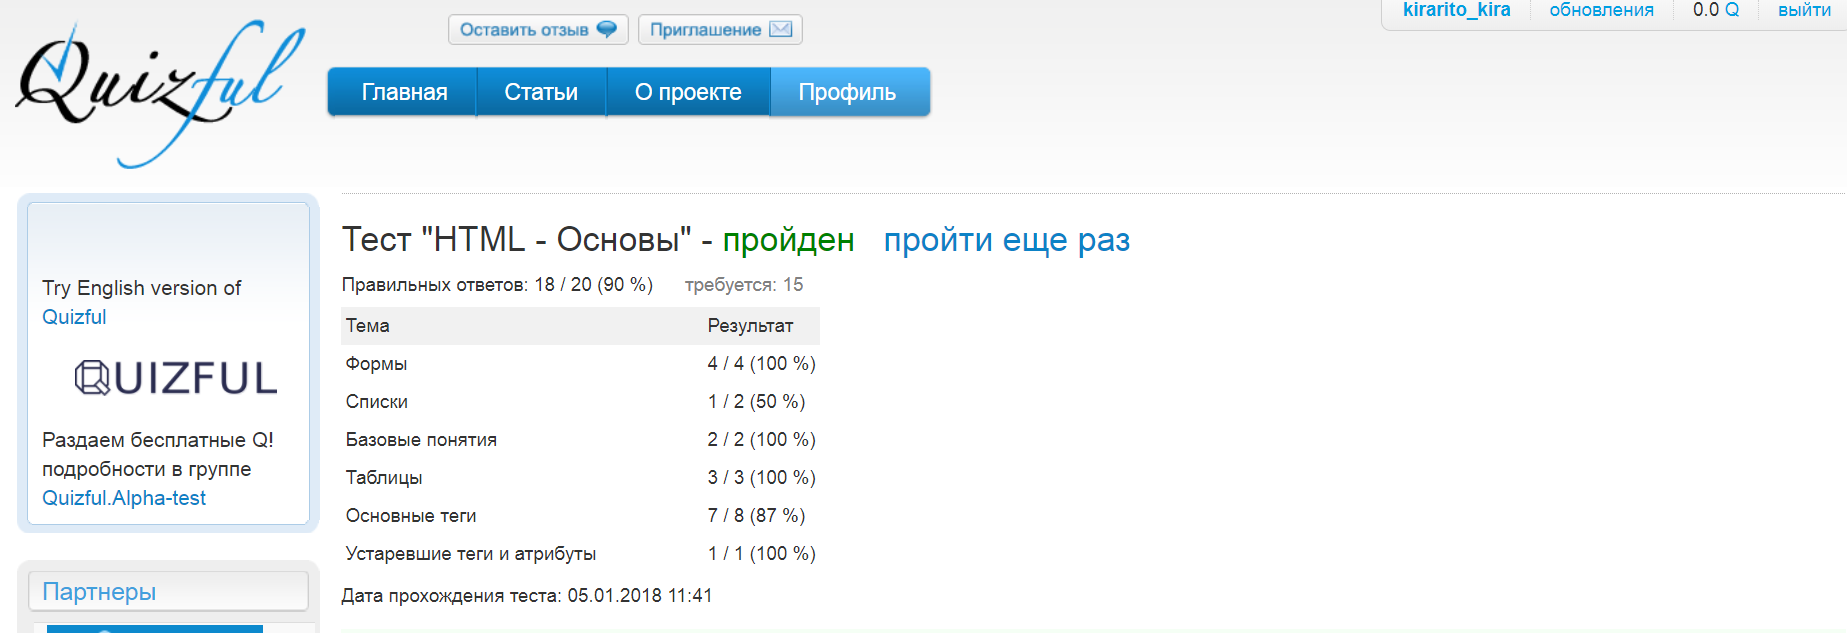 Quizful
Оставить отзыв
Приглашение
kirarito_kira обновления 0.0 Q выйти
Главная Статьи О проекте Профиль
Try English version of
Quizful
QUIZFUL
Раздаем бесплатные Q!
подробности в группе
Quizful.Alpha-test
Партнеры
Тест "HTML - Основы" - пройден пройти еще раз
Правильных ответов: 18 / 20 (90 %) требуется: 15
Тема Результат
Формы 4 / 4 (100 %)
Списки 1 / 2 (50 %)
Базовые понятия 2 / 2 (100 %)
Таблицы 3 / 3 (100 %)
Основные теги 7 / 8 (87 %)
Устаревшие теги и атрибуты 1 / 1 (100 %)
Дата прохождения теста: 05.01.2018 11:41